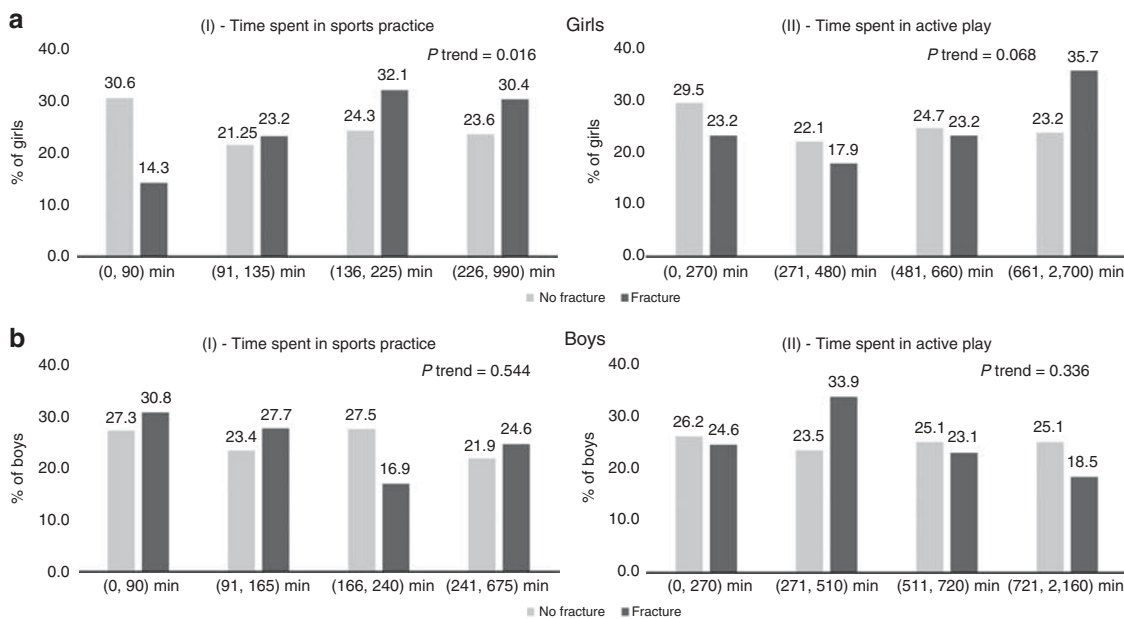 a
Girls
(I) - Time spent in sports practice
P trend = 0.016
% of girls
40.0
30.0
20.0
10.0
0.0
30.6
14.3
21.25
23.2
24.3
32.1
23.6
30.4
(0, 90) min
(91, 135) min
(136, 225) min
(226, 990) min
(II) - Time spent in active play
P trend = 0.068
% of girls
40.0
30.0
20.0
10.0
0.0
29.5
23.2
22.1
17.9
24.7
23.2
23.2
35.7
(0, 270) min
(271, 480) min
(481, 660) min
(661, 2,700) min
No fracture
Fracture
b
Boys
(I) - Time spent in sports practice
P trend = 0.544
% of boys
40.0
30.0
20.0
10.0
0.0
27.3
30.8
23.4
27.7
27.5
16.9
21.9
24.6
(0, 90) min
(91, 165) min
(166, 240) min
(241, 675) min
(II) - Time spent in active play
P trend = 0.336
% of boys
40.0
30.0
20.0
10.0
0.0
26.2
24.6
23.5
33.9
25.1
23.1
25.1
18.5
(0, 270) min
(271, 510) min
(511, 720) min
(721, 2,160) min
No fracture
Fracture